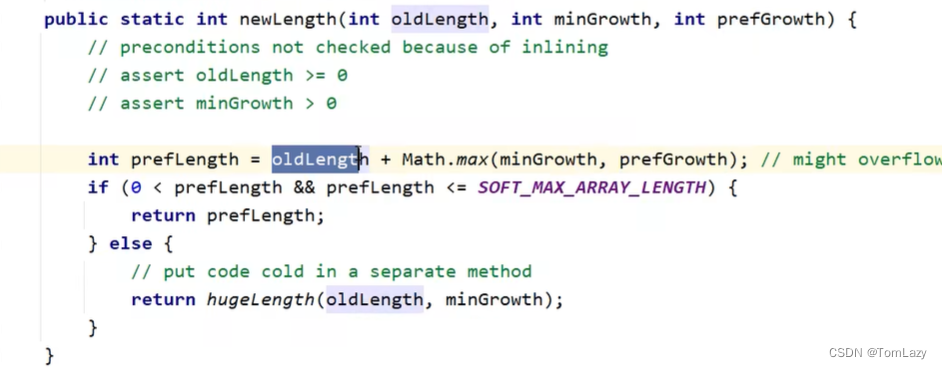 public static int newLength(int oldLength, int minGrowth, int prefGrowth) {
// preconditions not checked because of inlining
// assert oldLength >= 0
// assert minGrowth > 0
int prefLength = oldLength + Math.max(minGrowth, prefGrowth); // might overflow
if (0 < prefLength && prefLength <= SOFT_MAX_ARRAY_LENGTH) {
return prefLength;
} else {
// put code cold in a separate method
return hugeLength(oldLength, minGrowth);
}
}
CSDN @TomLazy